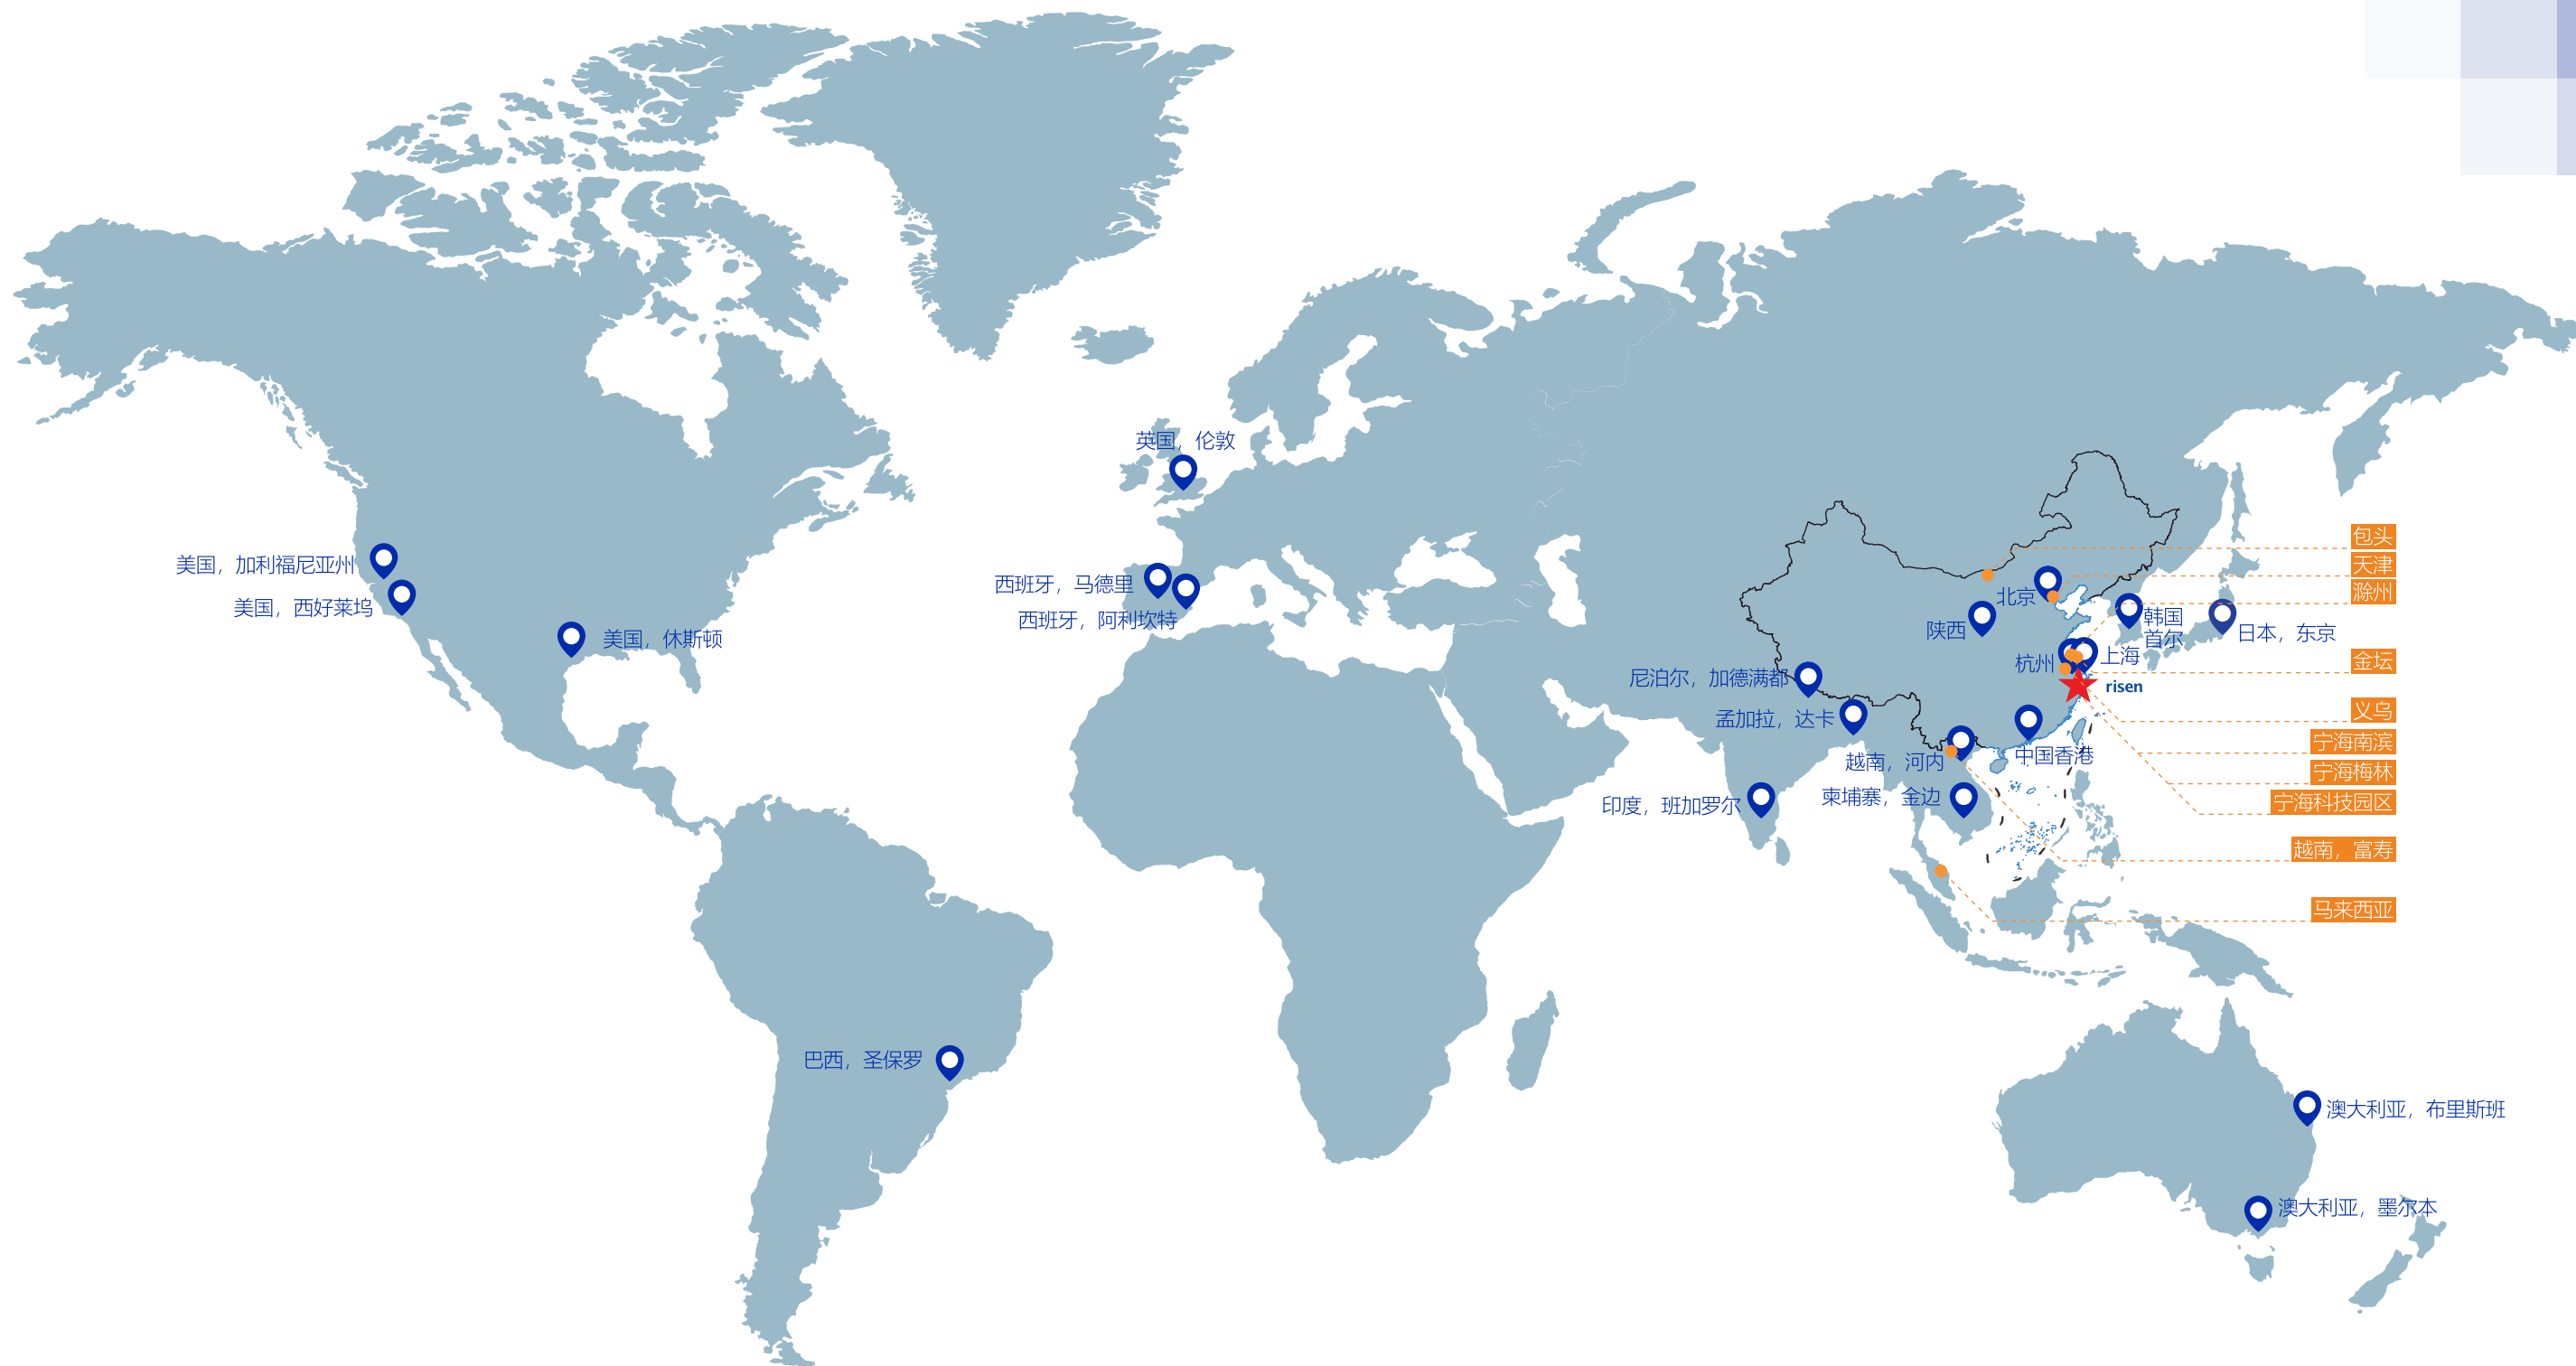 英国，伦敦
美国，加利福尼亚州
美国，西好莱坞
美国，休斯顿
西班牙，马德里
西班牙，阿利坎特
巴西，圣保罗
北京
陕西
韩国
首尔
日本，东京
杭州
上海
risen
尼泊尔，加德满都
孟加拉，达卡
越南，河内
中国香港
印度，班加罗尔
柬埔寨，金边
包头
天津
滁州
金坛
义乌
宁海南滨
宁海梅林
宁海科技园区
越南，富寿
马来西亚
澳大利亚，布里斯班
澳大利亚，墨尔本